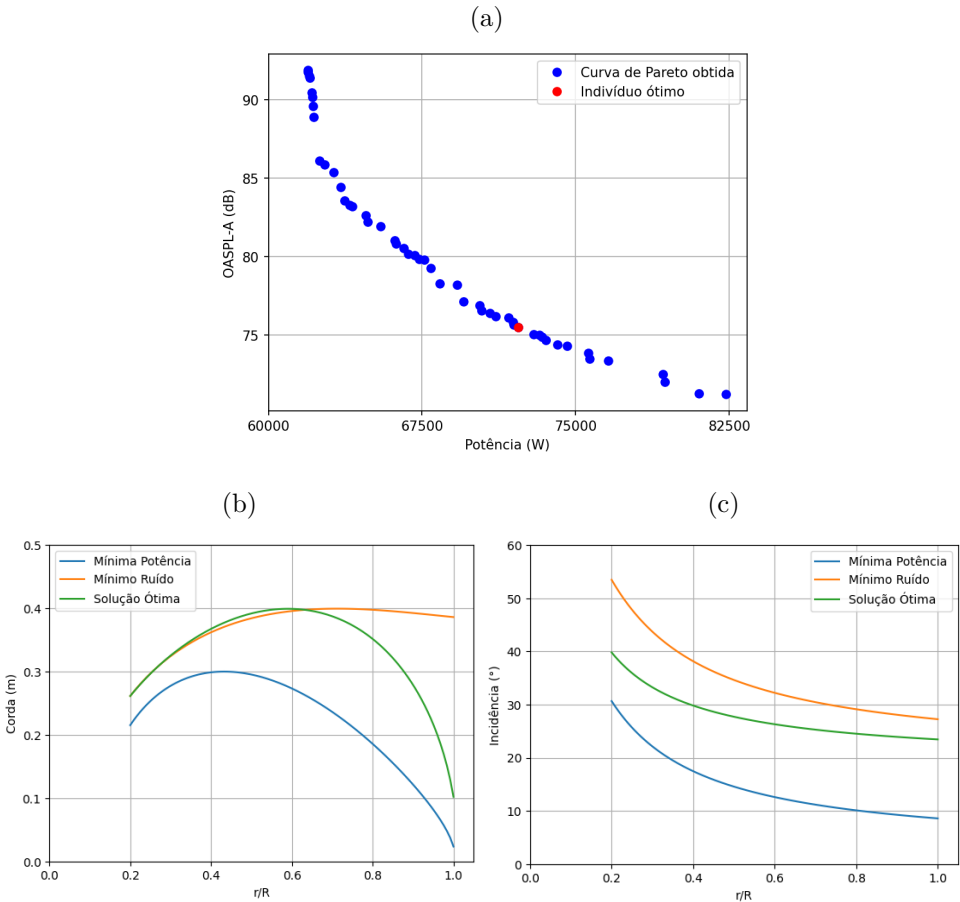 (a)
90
85
80
75
OASPL-A (dB)
Curva de Pareto obtida
Indivíduo ótimo
60000 67500 75000 82500
Potência (W)
(b)
0.5
0.4
0.3
0.2
0.1
0.0
Corda (m)
Mínima Potência
Mínimo Ruído
Solução Ótima
0.0 0.2 0.4 0.6 0.8 1.0
r/R
(c)
60
50
40
30
20
10
0
Incidência (°)
Mínima Potência
Mínimo Ruído
Solução Ótima
0.0 0.2 0.4 0.6 0.8 1.0
r/R